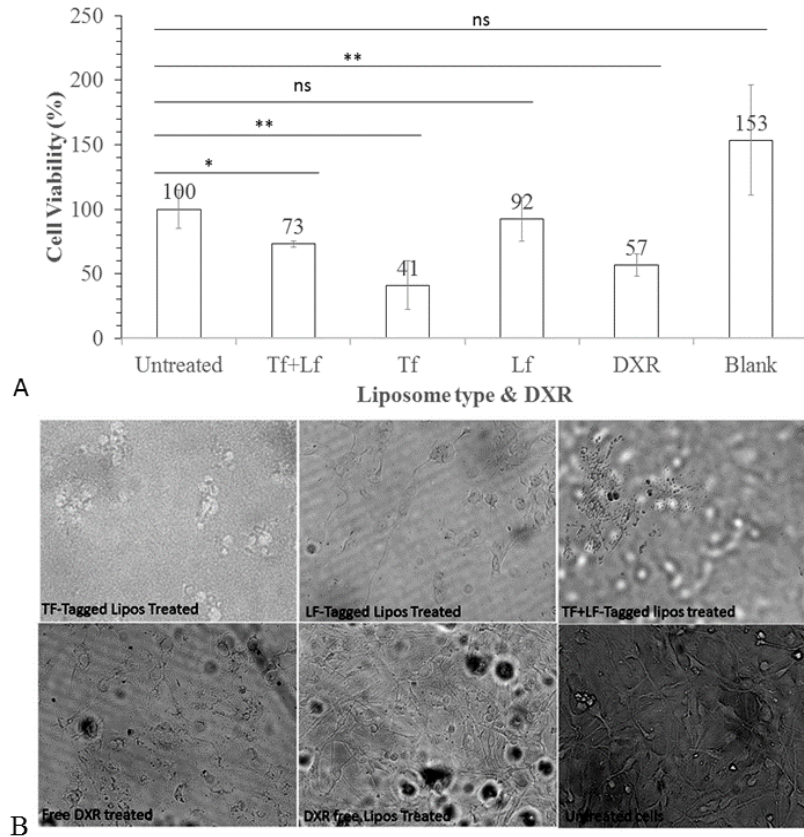 250
200
150
100
50
0
Cell Viability (%)
ns
**
ns
**
*
100
73
41
92
57
153
Untreated Tf+Lf Tf Lf DXR Blank
Liposome type & DXR
A
TF-Tagged Lipos Treated
LF-Tagged Lipos Treated
TF+LF-Tagged lipos treated
Free DXR treated
DXR free Lipos Treated
Untreated cells
B